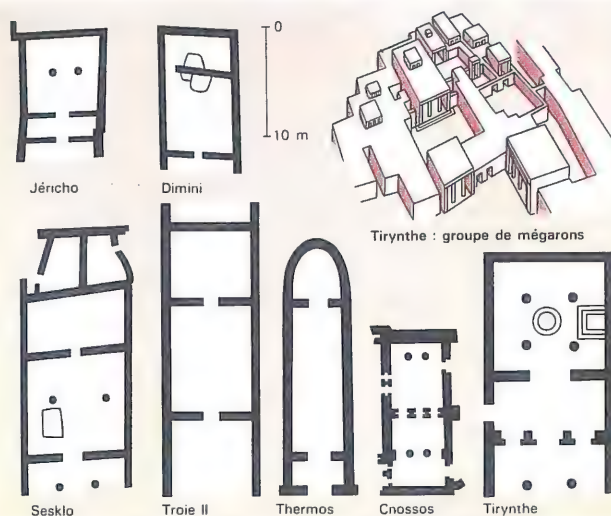 0
10 m
Jéricho
Dimini
Tirynthe : groupe de mégarons
Sesklo
Troie II
Thermos
Cnossos
Tirynthe